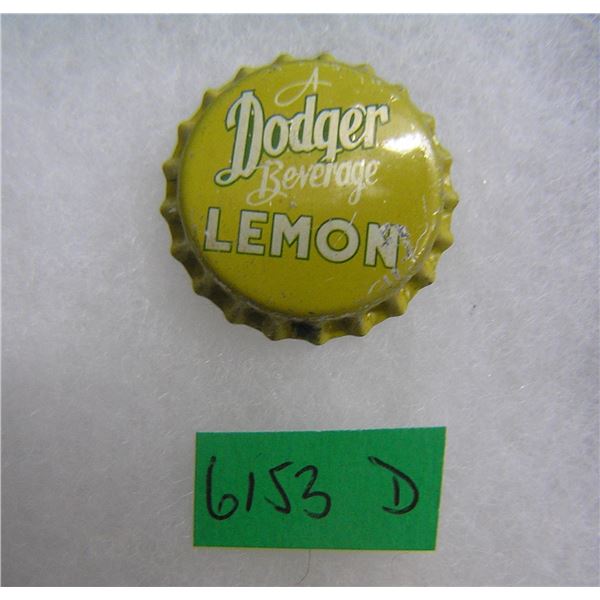 A
Dodger
Beverage
LEMON
6153 D